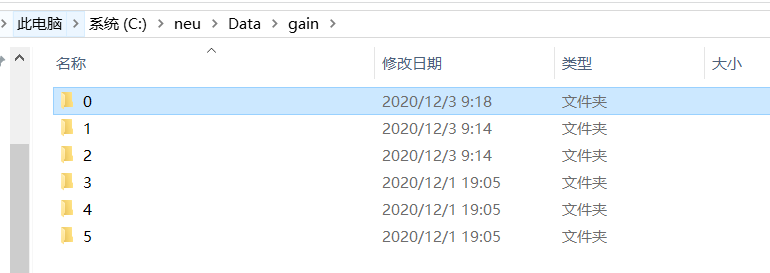 此电脑 > 系统 (C:) > neu > Data > gain >
名称 修改日期 类型 大小
0 2020/12/3 9:18 文件夹
1 2020/12/3 9:14 文件夹
2 2020/12/3 9:14 文件夹
3 2020/12/1 19:05 文件夹
4 2020/12/1 19:05 文件夹
5 2020/12/1 19:05 文件夹